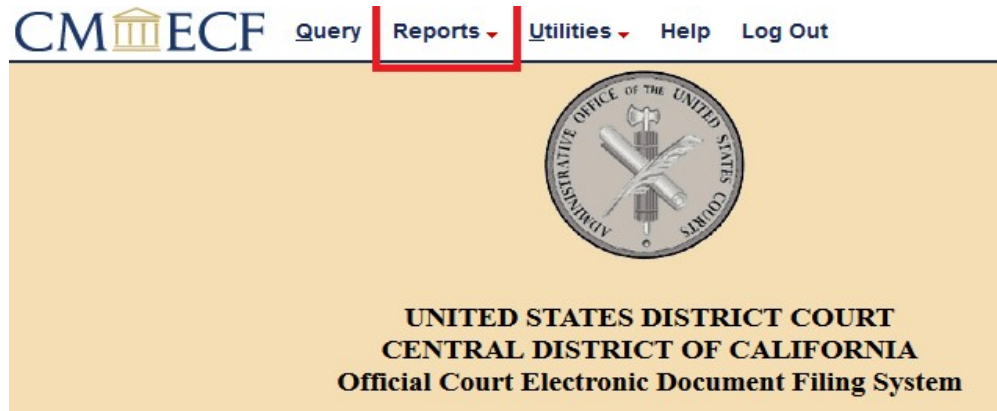 CM ECF Query Reports Utilities Help Log Out
ADMINISTRATIVE OFFICE OF THE UNITED STATES COURTS
UNITED STATES DISTRICT COURT
CENTRAL DISTRICT OF CALIFORNIA
Official Court Electronic Document Filing System